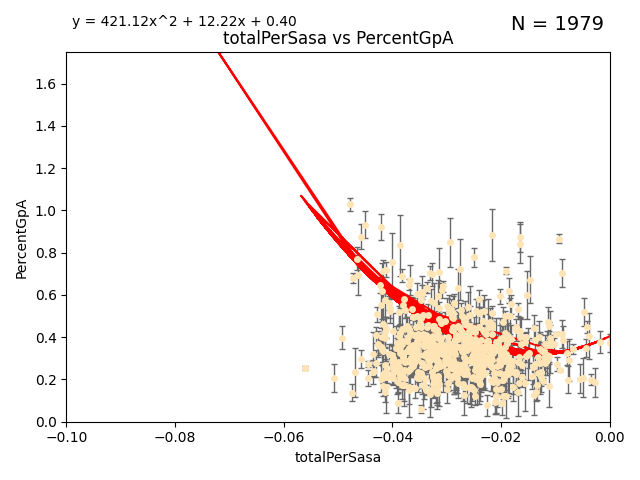 y = 421.12x^2 + 12.22x + 0.40
N = 1979
totalPerSasa vs PercentGpA
1.6
1.4
1.2
1.0
0.8
0.6
0.4
0.2
0.0
PercentGpA
−0.10 −0.08 −0.06 −0.04 −0.02 0.00
totalPerSasa